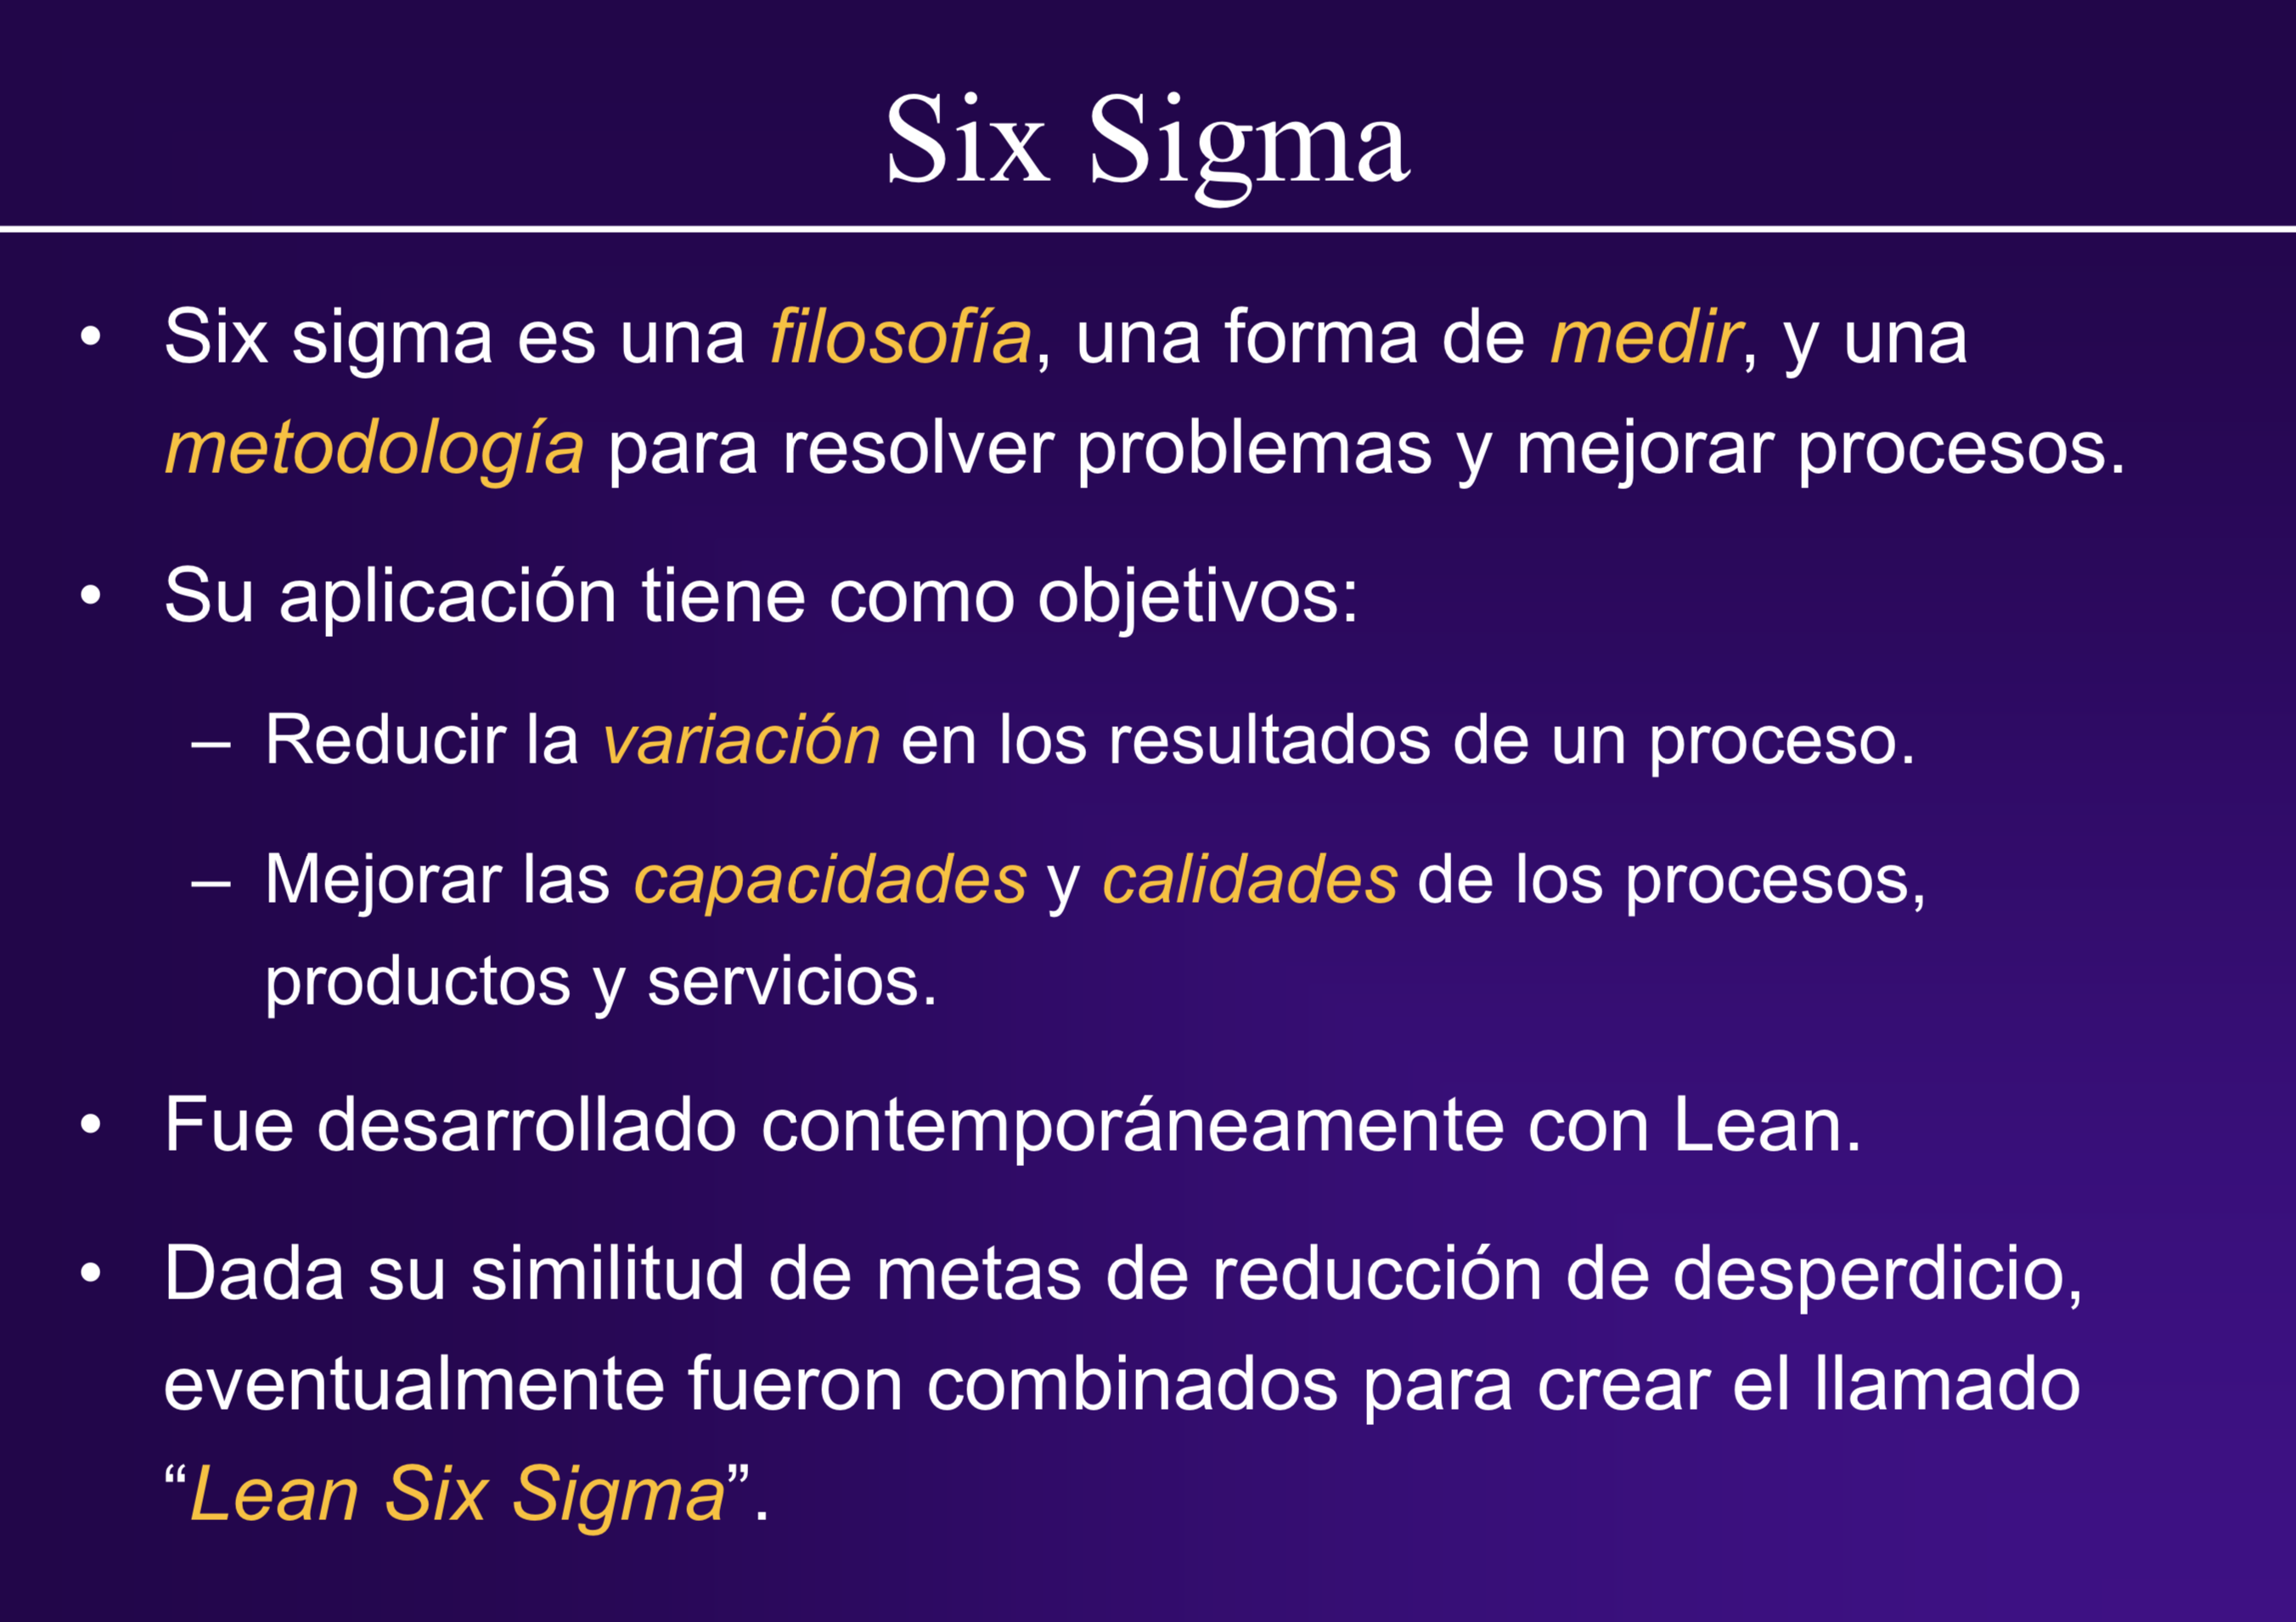 Six Sigma
• Six sigma es una filosofía, una forma de medir, y una
metodología para resolver problemas y mejorar procesos.
• Su aplicación tiene como objetivos:
– Reducir la variación en los resultados de un proceso.
– Mejorar las capacidades y calidades de los procesos,
productos y servicios.
• Fue desarrollado contemporáneamente con Lean.
• Dada su similitud de metas de reducción de desperdicio,
eventualmente fueron combinados para crear el llamado
“Lean Six Sigma”.